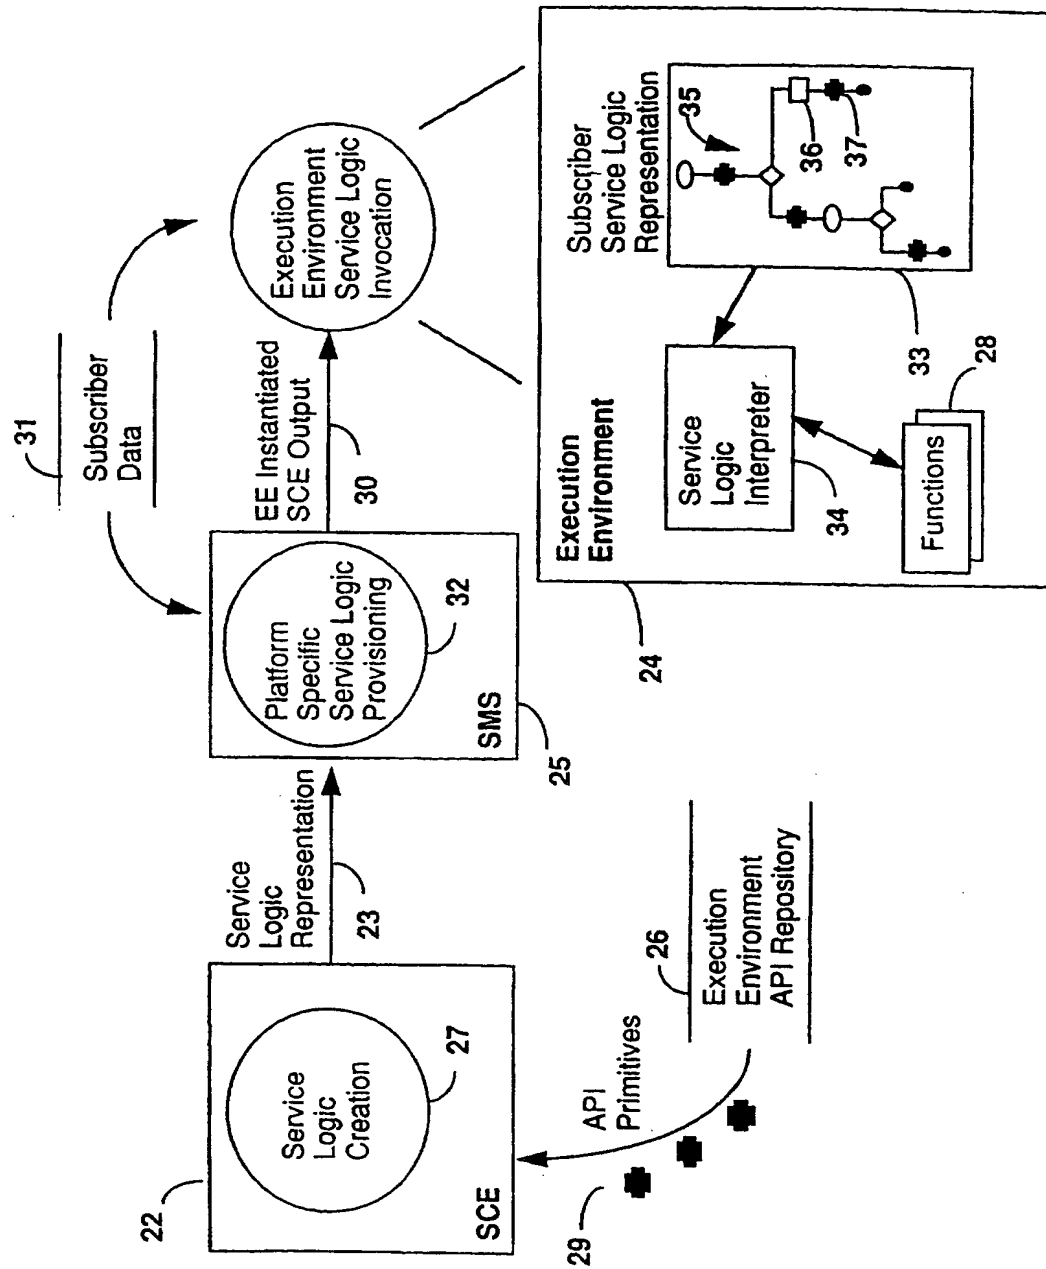 31
Subscriber
Data
22
Service
Logic
Creation
27
SCE
Service
Logic
Representation
23
Platform
Specific
Service Logic
Provisioning
32
SMS
25
EE Instantiated
SCE Output
30
Execution
Environment
Service Logic
Invocation
29
API
Primitives
26
Execution
Environment
API Repository
24
Execution
Environment
Service
Logic
Interpreter
34
Functions
28
Subscriber
Service Logic
Representation
35
36
37
33